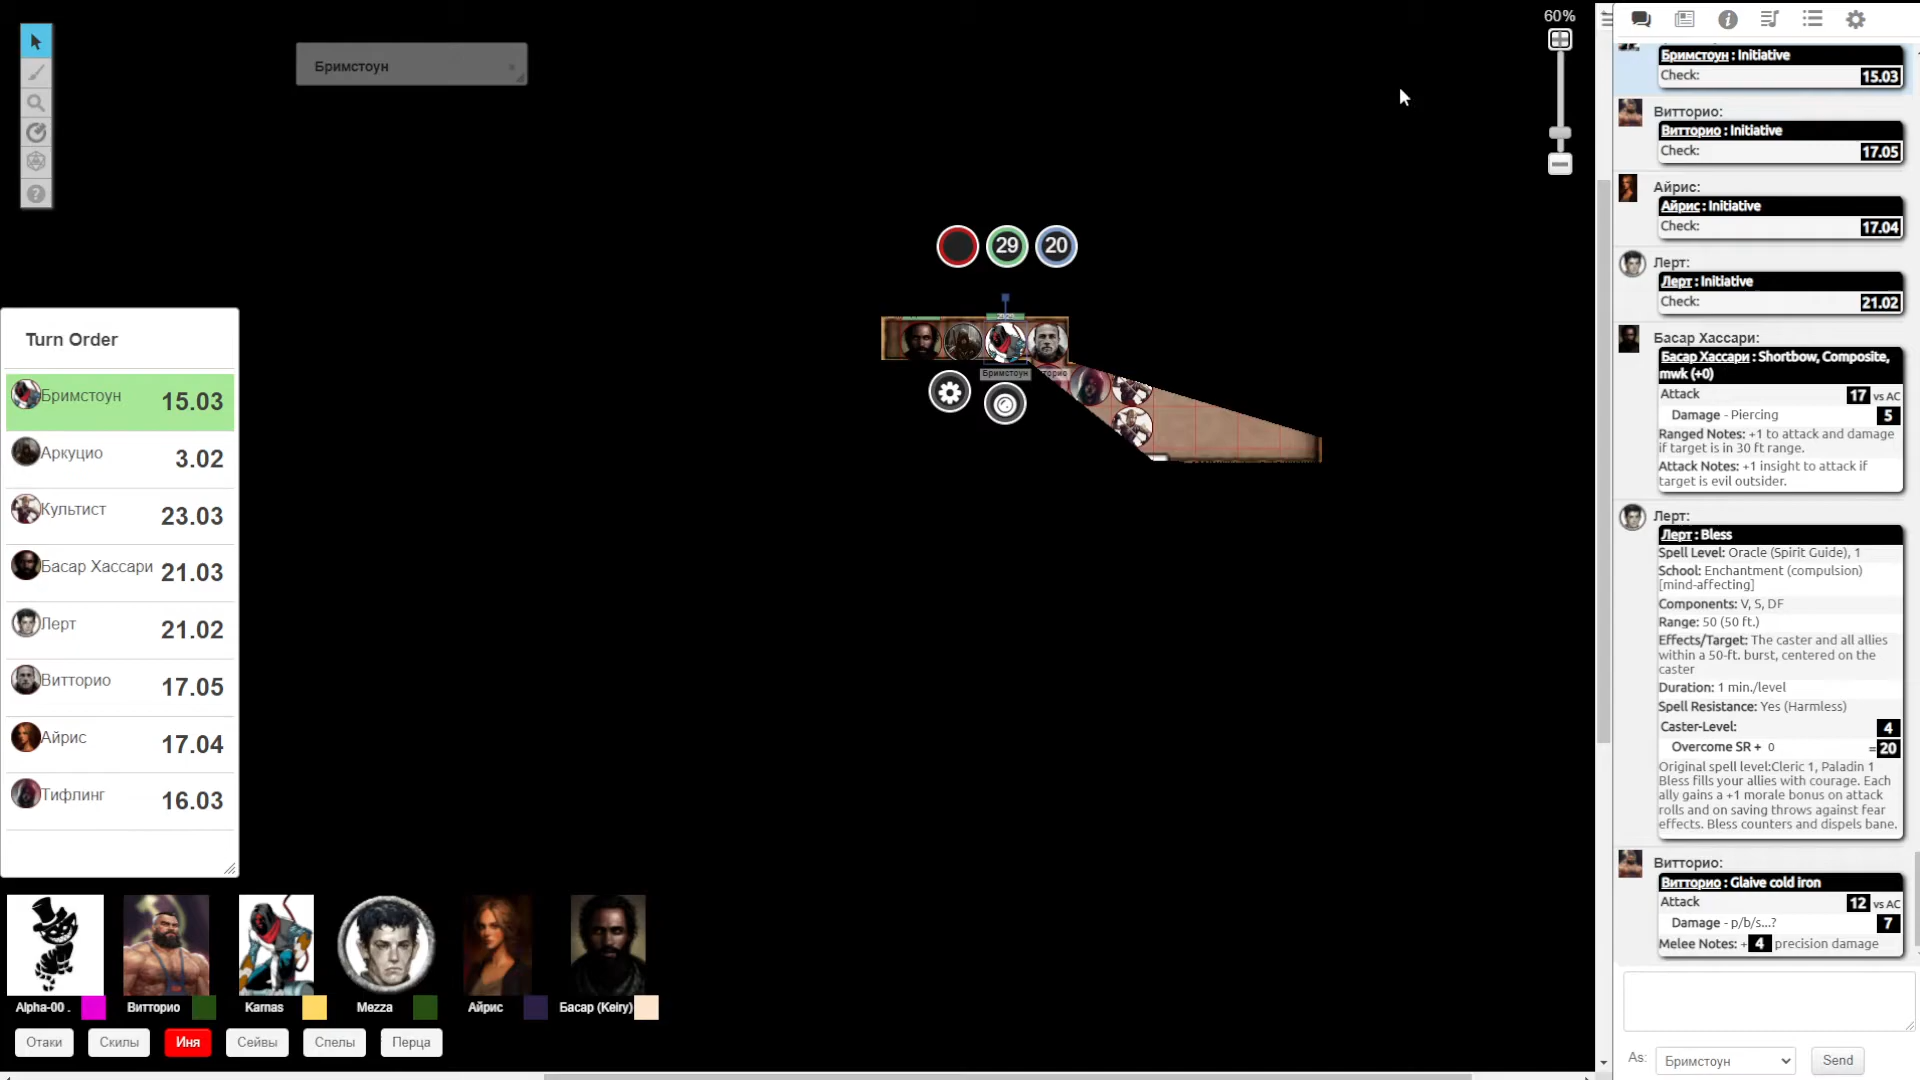 60%
Бримстоун
29
20
Бримстоун
Turn Order
Бримстоун 15.03
Аркуцио 3.02
Культист 23.03
Басар Хассари 21.03
Лерт 21.02
Витторио 17.05
Айрис 17.04
Тифлинг 16.03
Alpha-00 .
Витторио
Karnas
Mezza
Айрис
Басар (Keiry)
Отаки
Скилы
Иня
Сейвы
Спелы
Перца
Бримстоун : Initiative
Check: 15.03
Витторио:
Витторио : Initiative
Check: 17.05
Айрис:
Айрис : Initiative
Check: 17.04
Лерт:
Лерт : Initiative
Check: 21.02
Басар Хассари:
Басар Хассари : Shortbow, Composite,
mwk (+0)
Attack 17 vs AC
Damage - Piercing 5
Ranged Notes: +1 to attack and damage
if target is in 30 ft range.
Attack Notes: +1 insight to attack if
target is evil outsider.
Лерт:
Лерт : Bless
Spell Level: Oracle (Spirit Guide), 1
School: Enchantment (compulsion)
[mind-affecting]
Components: V, S, DF
Range: 50 (50 ft.)
Effects/Target: The caster and all allies
within a 50-ft. burst, centered on the
caster
Duration: 1 min./level
Spell Resistance: Yes (Harmless)
Caster-Level: 4
Overcome SR + 0 =20
Original spell level:Cleric 1, Paladin 1
Bless fills your allies with courage. Each
ally gains a +1 morale bonus on attack
rolls and on saving throws against fear
effects. Bless counters and dispels bane.
Витторио:
Витторио : Glaive cold iron
Attack 12 vs AC
Damage - p/b/s...? 7
Melee Notes: + 4 precision damage
As: Бримстоун
Send